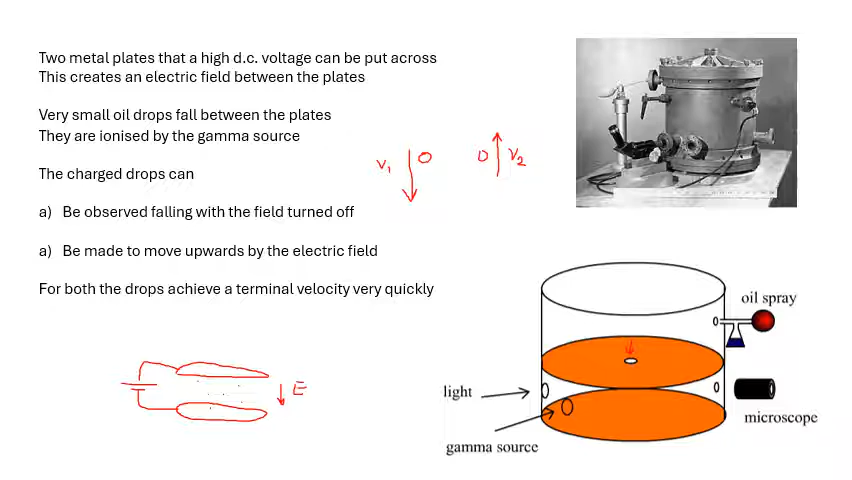 Two metal plates that a high d.c. voltage can be put across
This creates an electric field between the plates
Very small oil drops fall between the plates
They are ionised by the gamma source
The charged drops can
a) Be observed falling with the field turned off
a) Be made to move upwards by the electric field
For both the drops achieve a terminal velocity very quickly
v₁
v₂
E
oil spray
light
microscope
gamma source